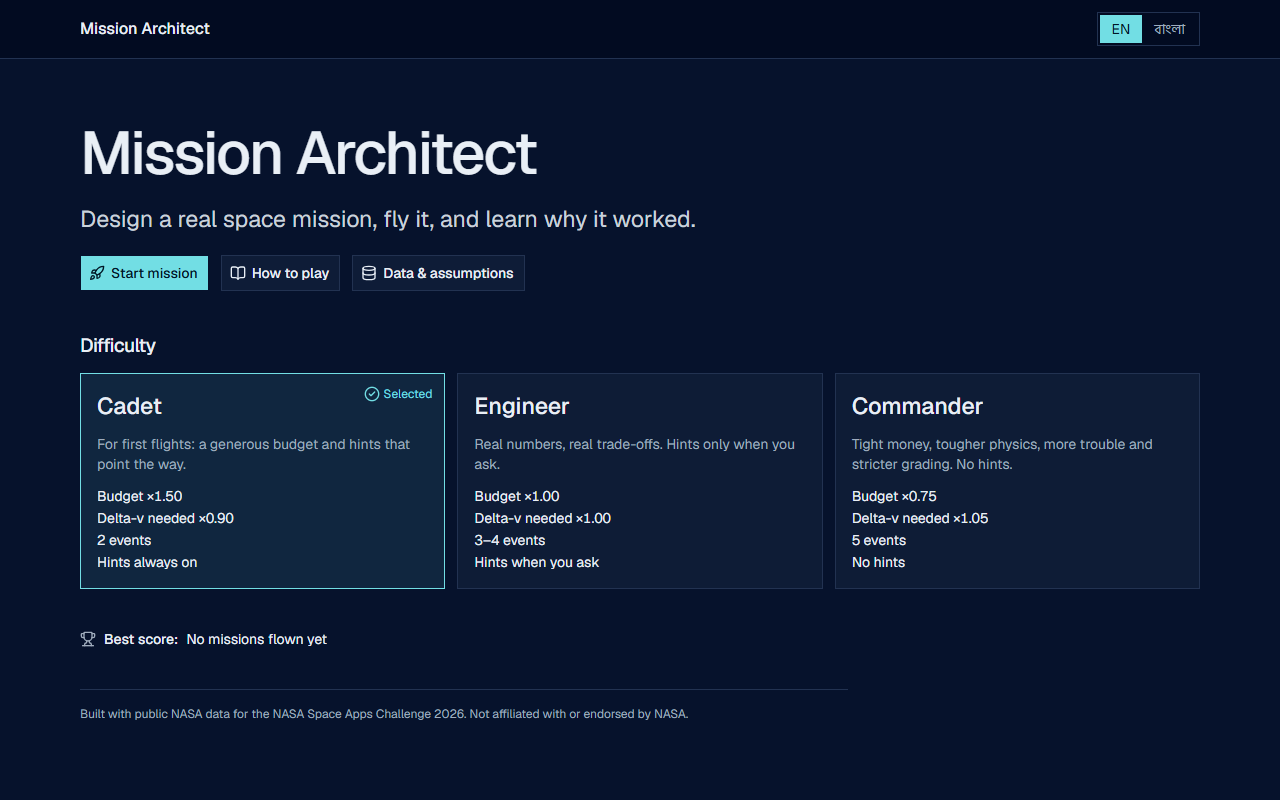 Mission Architect
EN
বাংলা
Mission Architect
Design a real space mission, fly it, and learn why it worked.
Start mission
How to play
Data & assumptions
Difficulty
Cadet
Selected
For first flights: a generous budget and hints that
point the way.
Budget ×1.50
Delta-v needed ×0.90
2 events
Hints always on
Engineer
Real numbers, real trade-offs. Hints only when you
ask.
Budget ×1.00
Delta-v needed ×1.00
3–4 events
Hints when you ask
Commander
Tight money, tougher physics, more trouble and
stricter grading. No hints.
Budget ×0.75
Delta-v needed ×1.05
5 events
No hints
Best score: No missions flown yet
Built with public NASA data for the NASA Space Apps Challenge 2026. Not affiliated with or endorsed by NASA.